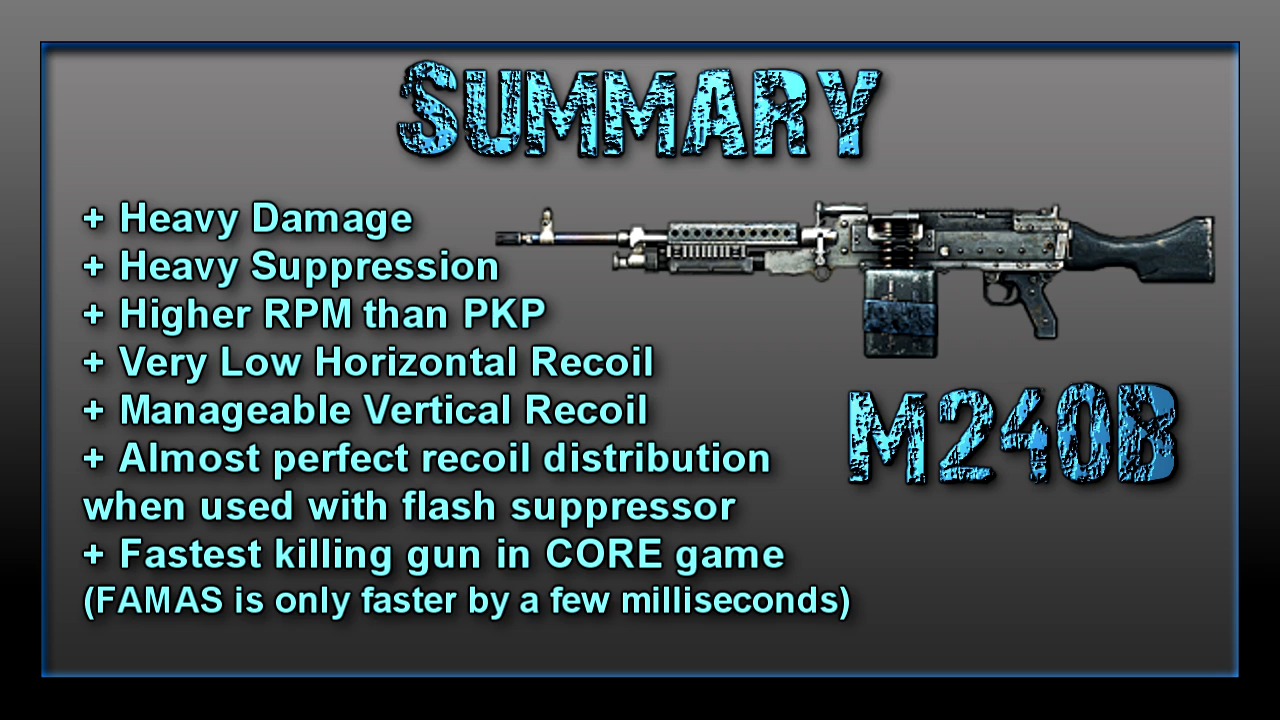 SUMMARY
+ Heavy Damage
+ Heavy Suppression
+ Higher RPM than PKP
+ Very Low Horizontal Recoil
+ Manageable Vertical Recoil
M240B
+ Almost perfect recoil distribution
when used with flash suppressor
+ Fastest killing gun in CORE game
(FAMAS is only faster by a few milliseconds)